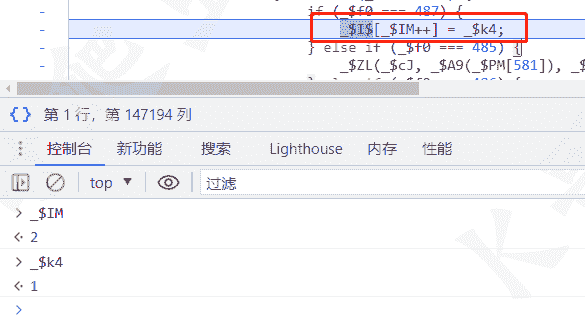 - if (_$f0 === 487) {
- _$I$[_$IM++] = _$k4;
- } else if (_$f0 === 485) {
- _$ZL(_$cJ, _$A9(_$PM[581]), _$
{} 第 1 行，第 147194 列
控制台 新功能 搜索 Lighthouse 内存 性能
top ▼ 过滤
> _$IM
2
> _$k4
1
>